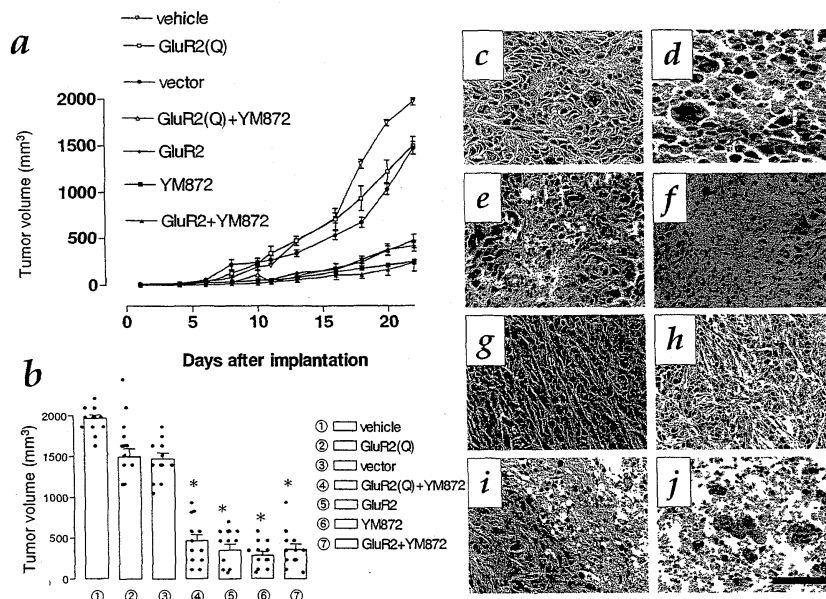 a
vehicle
GluR2(Q)
vector
GluR2(Q)+YM872
GluR2
YM872
GluR2+YM872
Tumor volume (mm³)
2000
1500
1000
500
0
0 5 10 15 20
Days after implantation
b
Tumor volume (mm³)
2000
1500
1000
500
0
① ② ③ ④ ⑤ ⑥ ⑦
* * * *
① vehicle
② GluR2(Q)
③ vector
④ GluR2(Q)+YM872
⑤ GluR2
⑥ YM872
⑦ GluR2+YM872
c
d
e
f
g
h
i
j